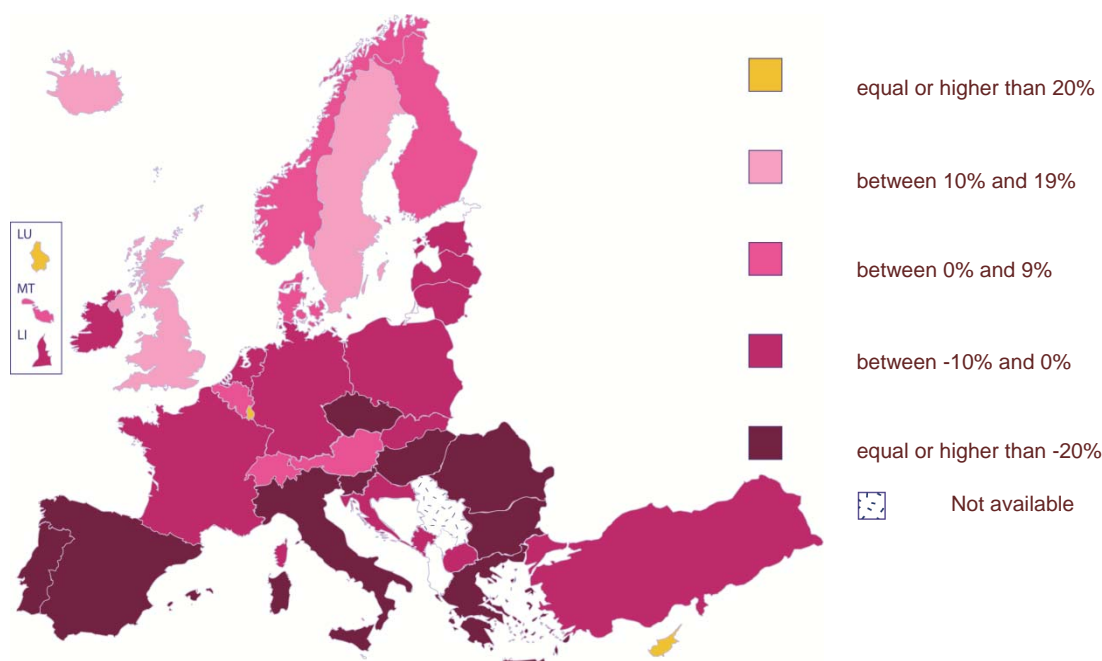 equal or higher than 20%
between 10% and 19%
LU
MT
between 0% and 9%
LI
between -10% and 0%
equal or higher than -20%
Not available